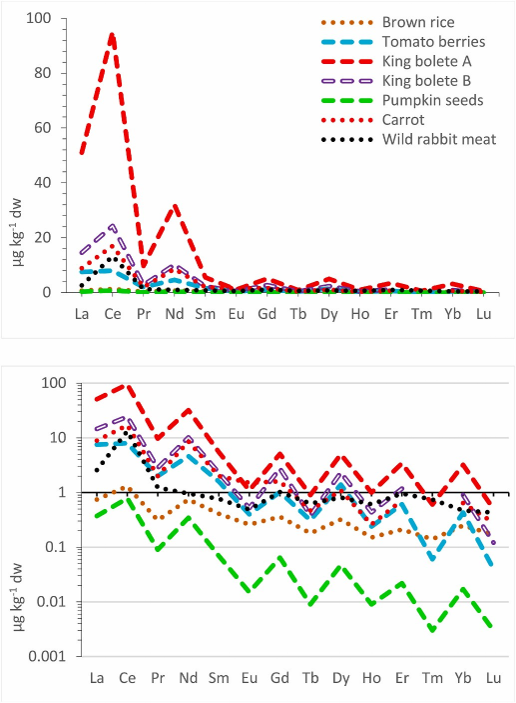 100
80
60
40
20
0
µg kg⁻¹ dw
Brown rice
Tomato berries
King bolete A
King bolete B
Pumpkin seeds
Carrot
Wild rabbit meat
La Ce Pr Nd Sm Eu Gd Tb Dy Ho Er Tm Yb Lu
100
10
1
0.1
0.01
0.001
µg kg⁻¹ dw
La Ce Pr Nd Sm Eu Gd Tb Dy Ho Er Tm Yb Lu